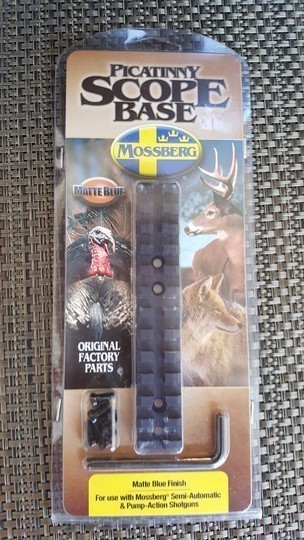 PICATINNY
SCOPE
BASE
MOSSBERG
MATTE BLUE
ORIGINAL
FACTORY
PARTS
Matte Blue Finish
For use with Mossberg® Semi-Automatic
& Pump-Action Shotguns